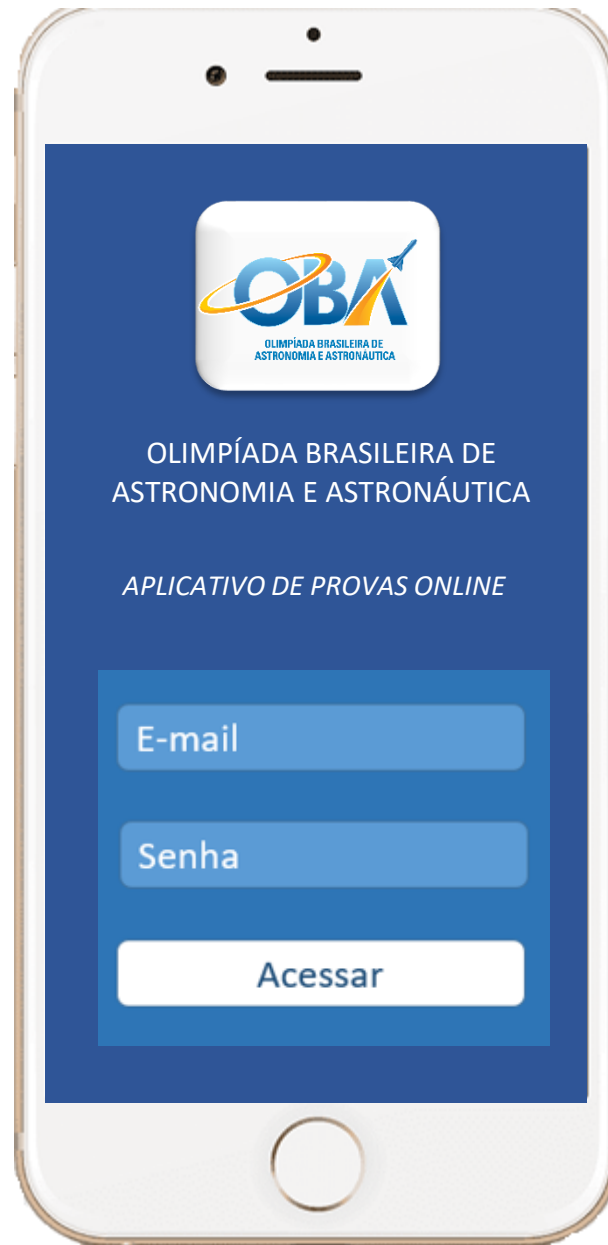 OBA
OLIMPÍADA BRASILEIRA DE
ASTRONOMIA E ASTRONÁUTICA
OLIMPÍADA BRASILEIRA DE
ASTRONOMIA E ASTRONÁUTICA
APLICATIVO DE PROVAS ONLINE
E-mail
Senha
Acessar